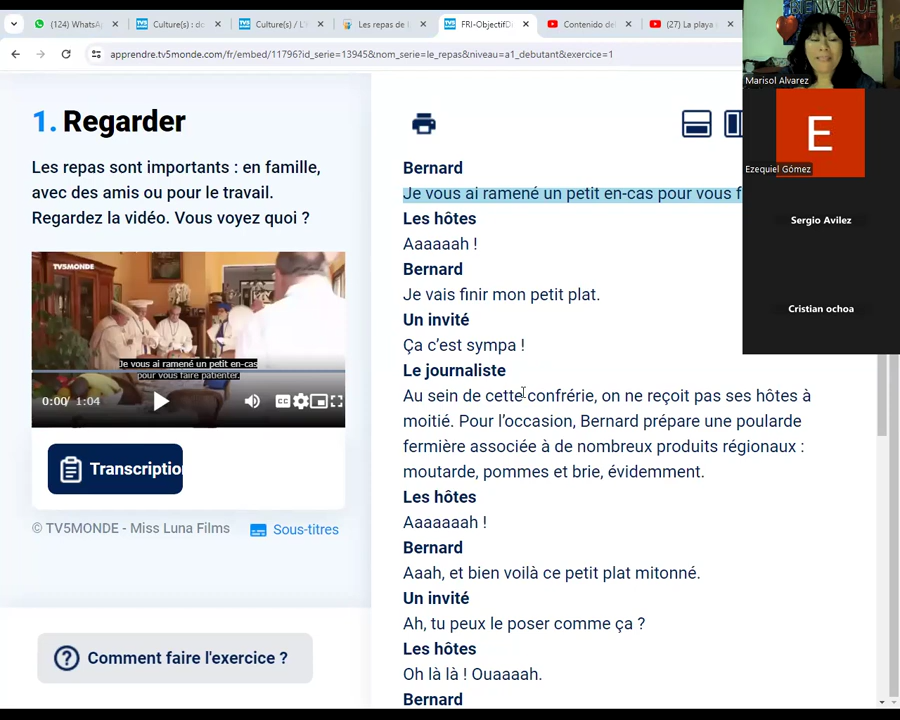 (124) WhatsA
Culture(s) : do
Culture(s) / L'
Les repas de
FRI-ObjectifDi
Contenido del
(27) La playa
apprendre.tv5monde.com/fr/embed/11796?id_serie=13945&nom_serie=le_repas&niveau=a1_debutant&exercice=1
Marisol Alvarez
E
Ezequiel Gómez
Sergio Avilez
Cristian ochoa
1. Regarder
Les repas sont importants : en famille,
avec des amis ou pour le travail.
Regardez la vidéo. Vous voyez quoi ?
TV5MONDE
Je vous ai ramené un petit en-cas
pour vous faire patienter.
0:00 / 1:04
CC
Transcriptio
© TV5MONDE - Miss Luna Films
Sous-titres
? Comment faire l'exercice ?
Bernard
Je vous ai ramené un petit en-cas pour vous f
Les hôtes
Aaaaaah !
Bernard
Je vais finir mon petit plat.
Un invité
Ça c’est sympa !
Le journaliste
Au sein de cette confrérie, on ne reçoit pas ses hôtes à
moitié. Pour l’occasion, Bernard prépare une poularde
fermière associée à de nombreux produits régionaux :
moutarde, pommes et brie, évidemment.
Les hôtes
Aaaaaaah !
Bernard
Aaah, et bien voilà ce petit plat mitonné.
Un invité
Ah, tu peux le poser comme ça ?
Les hôtes
Oh là là ! Ouaaaah.
Bernard